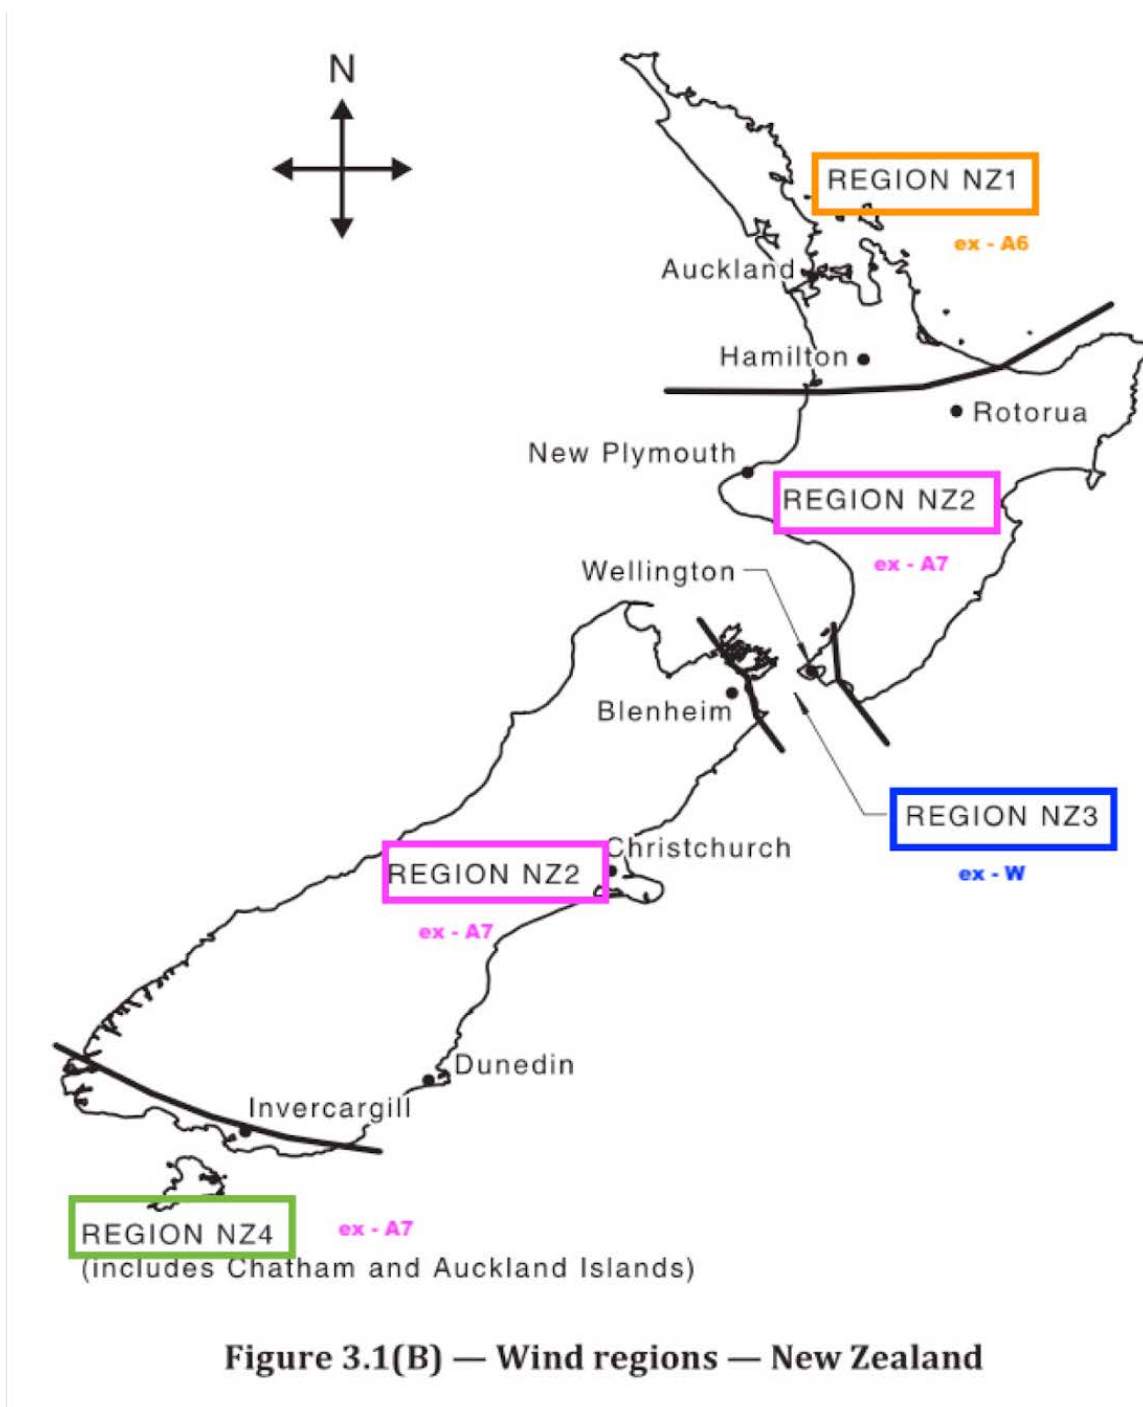 N
REGION NZ1
ex - A6
Auckland
Hamilton
Rotorua
New Plymouth
REGION NZ2
ex - A7
Wellington
Blenheim
REGION NZ3
ex - W
Christchurch
REGION NZ2
ex - A7
Dunedin
Invercargill
REGION NZ4
ex - A7
(includes Chatham and Auckland Islands)
Figure 3.1(B) — Wind regions — New Zealand